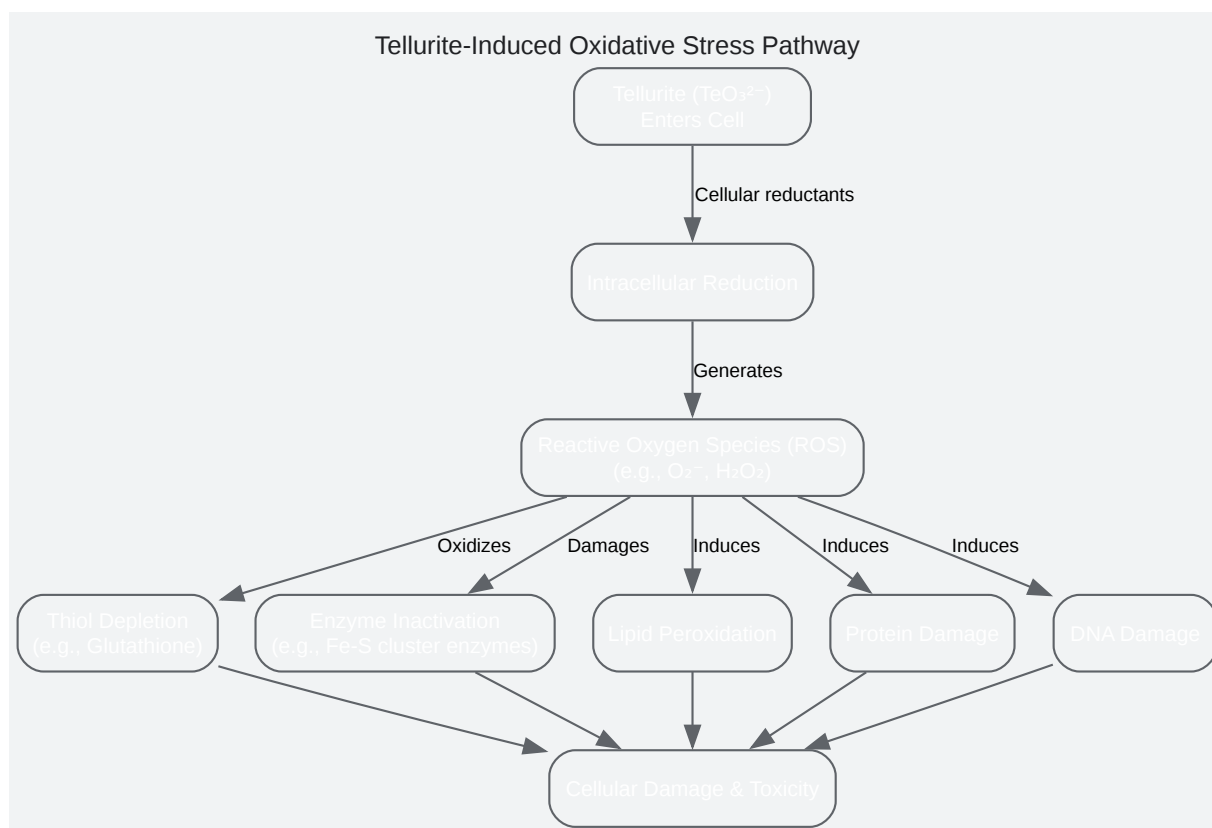 Tellurite-Induced Oxidative Stress Pathway
Tellurite (TeO₃²⁻)
Enters Cell
Cellular reductants
Intracellular Reduction
Generates
Reactive Oxygen Species (ROS)
(e.g., O₂⁻, H₂O₂)
Oxidizes
Damages
Induces
Induces
Induces
Thiol Depletion
(e.g., Glutathione)
Enzyme Inactivation
(e.g., Fe-S cluster enzymes)
Lipid Peroxidation
Protein Damage
DNA Damage
Cellular Damage & Toxicity